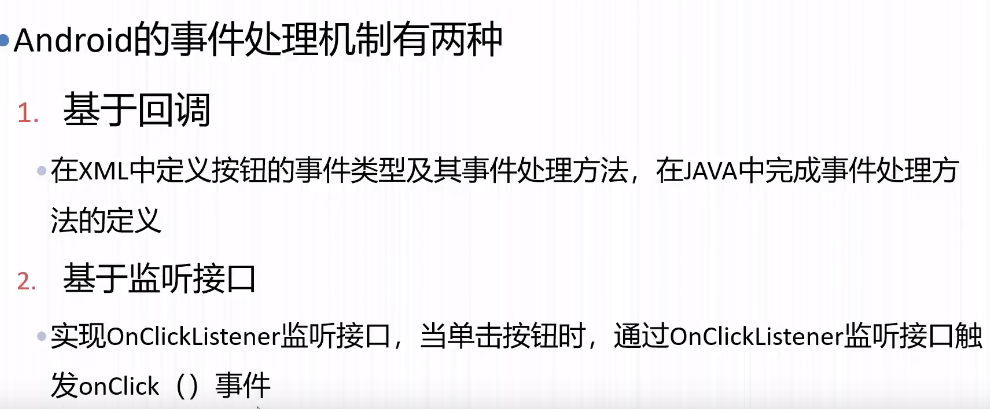 •Android的事件处理机制有两种
1. 基于回调
•在XML中定义按钮的事件类型及其事件处理方法，在JAVA中完成事件处理方
法的定义
2. 基于监听接口
•实现OnClickListener监听接口，当单击按钮时，通过OnClickListener监听接口触
发onClick（）事件